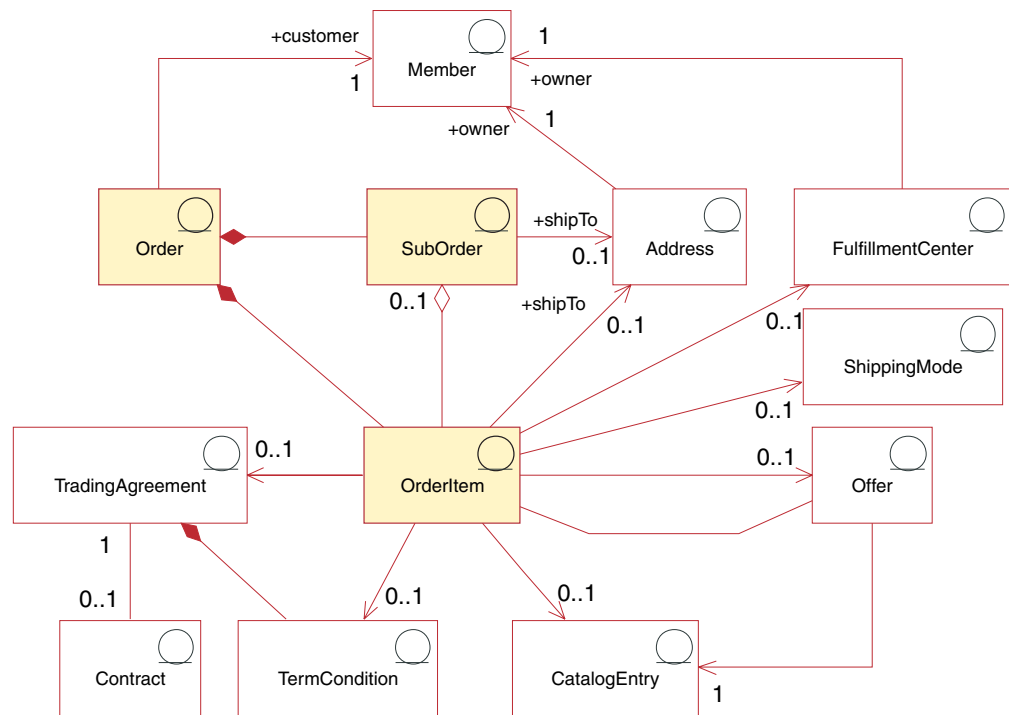 +customer
1
Member
1
+owner
+owner
1
Order
SubOrder
+shipTo
0..1
Address
FulfillmentCenter
0..1
+shipTo
0..1
0..1
ShippingMode
0..1
TradingAgreement
0..1
OrderItem
0..1
Offer
1
0..1
0..1
0..1
Contract
TermCondition
CatalogEntry
1